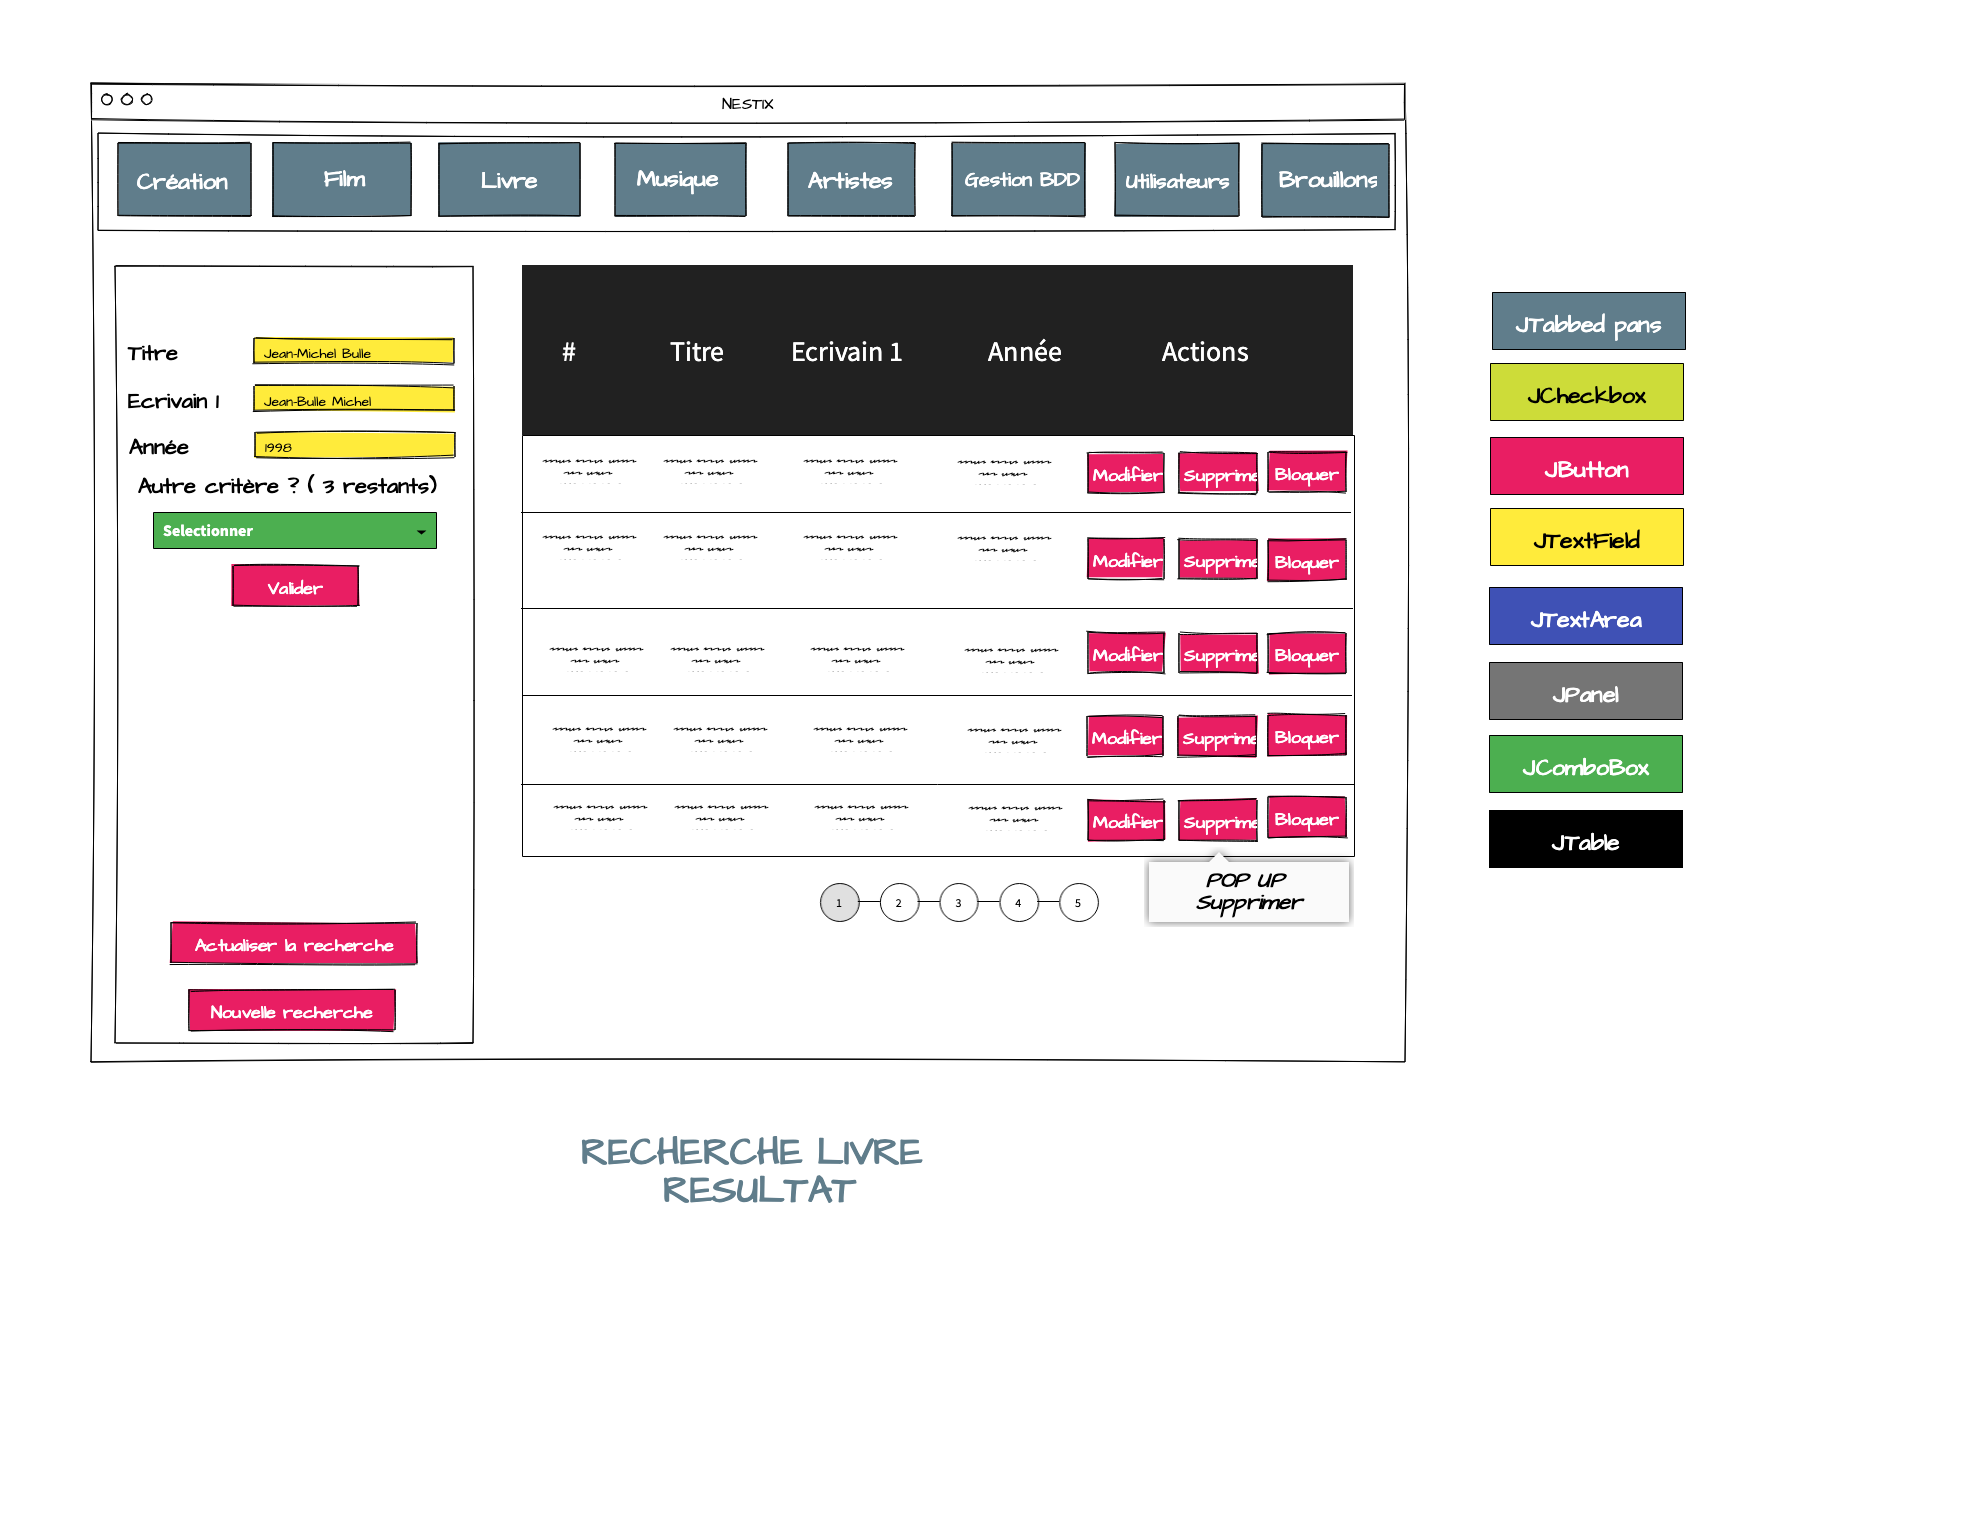 NESTIX
Création Film Livre Musique Artistes Gestion BDD Utilisateurs Brouillons
Titre Jean-Michel Bulle
Ecrivain 1 Jean-Bulle Michel
Année 1998
Autre critère ? ( 3 restants)
Selectionner
Valider
Actualiser la recherche
Nouvelle recherche
# Titre Ecrivain 1 Année Actions
Modifier Supprime Bloquer
Modifier Supprime Bloquer
Modifier Supprime Bloquer
Modifier Supprime Bloquer
Modifier Supprime Bloquer
1 2 3 4 5
POP UP
Supprimer
JTabbed pans
JCheckbox
JButton
JTextField
JTextArea
JPanel
JComboBox
JTable
RECHERCHE LIVRE
RESULTAT